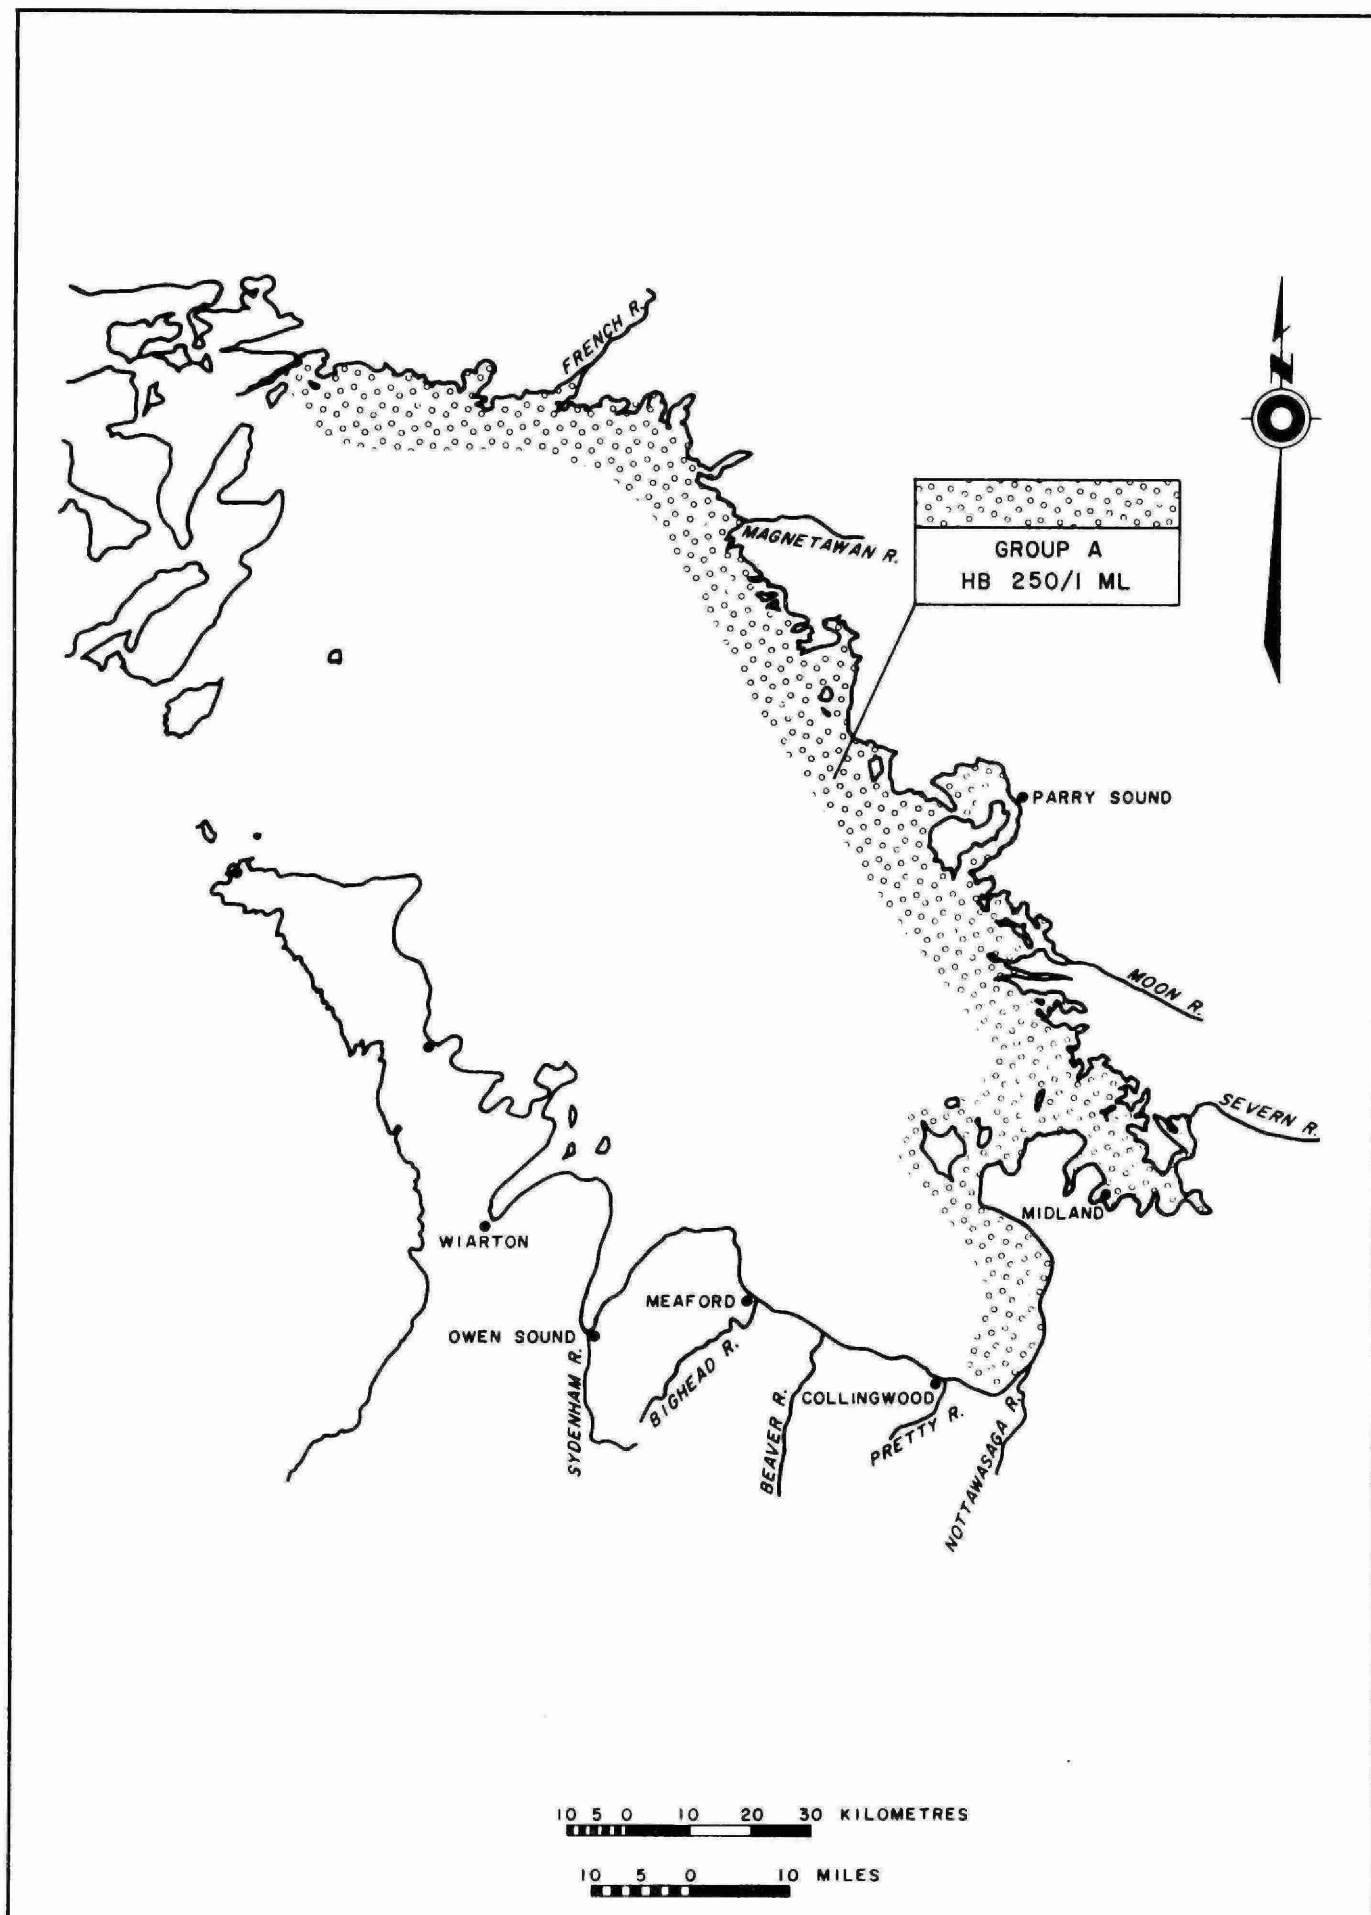 FRENCH R.
N
MAGNETAWAN R.
GROUP A
HB 250/1 ML
PARRY SOUND
MOON R.
SEVERN R.
MIDLAND
WIARTON
MEAFORD
OWEN SOUND
SYDENHAM R.
BIGHEAD R.
BEAVER R.
COLLINGWOOD
PRETTY R.
NOTTAWASAGA R.
10 5 0 10 20 30 KILOMETRES
10 5 0 10 MILES